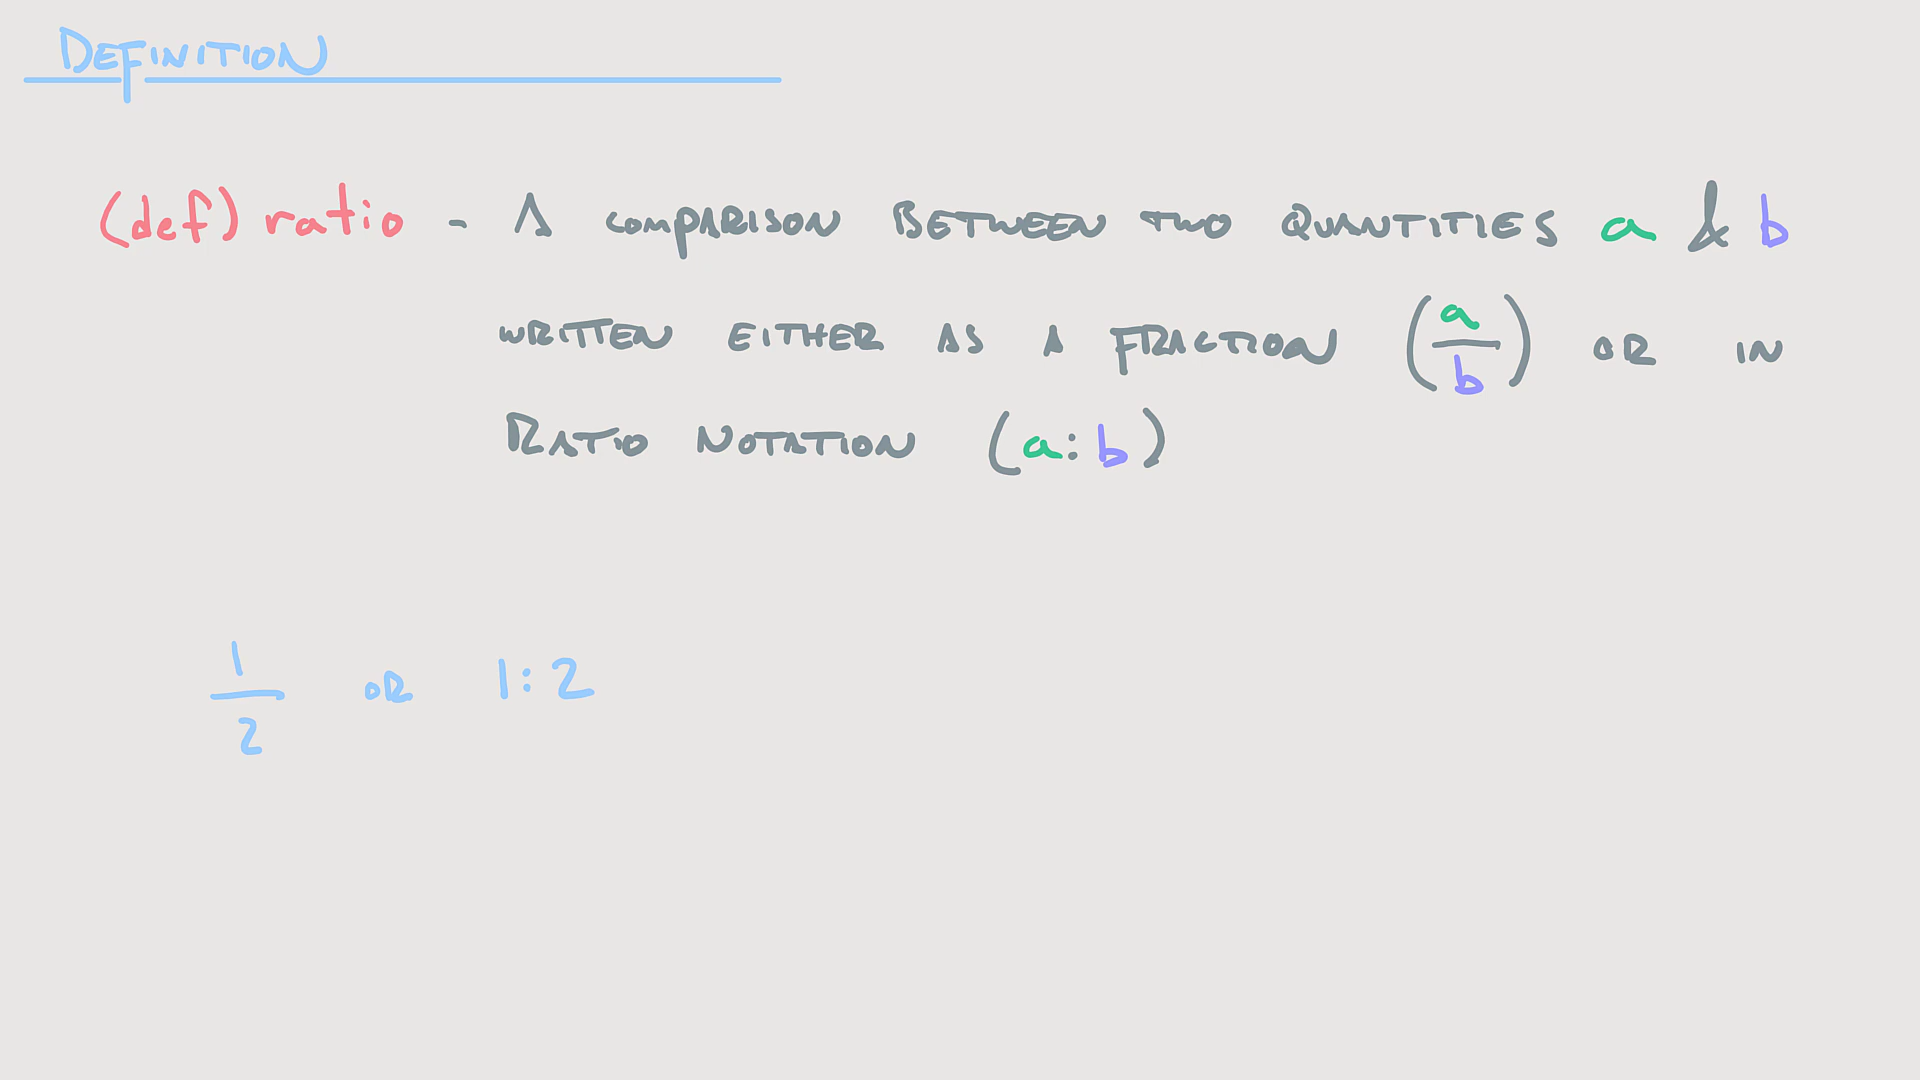 DEFINITION
(def) ratio - A COMPARISON BETWEEN TWO QUANTITIES a & b
WRITTEN EITHER AS A FRACTION (a/b) OR IN
RATIO NOTATION (a:b)
1/2 OR 1:2